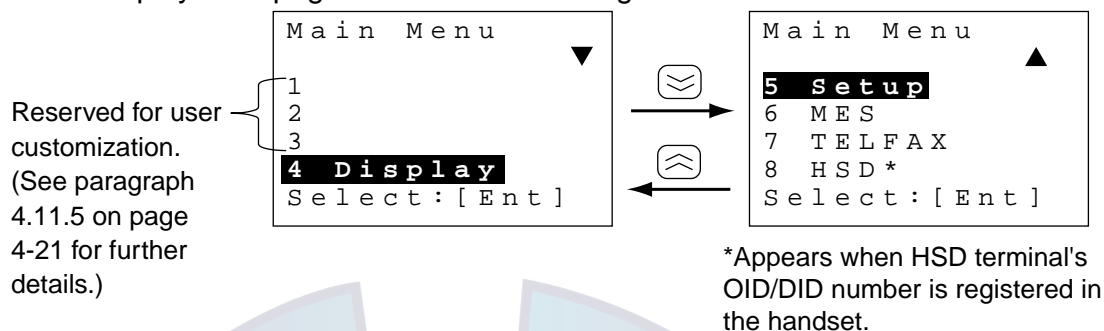 Main Menu
▼
1
2
3
4 Display
Select:[Ent]
Reserved for user
customization.
(See paragraph
4.11.5 on page
4-21 for further
details.)
Main Menu
▲
5 Setup
6 MES
7 TELFAX
8 HSD*
Select:[Ent]
*Appears when HSD terminal's
OID/DID number is registered in
the handset.